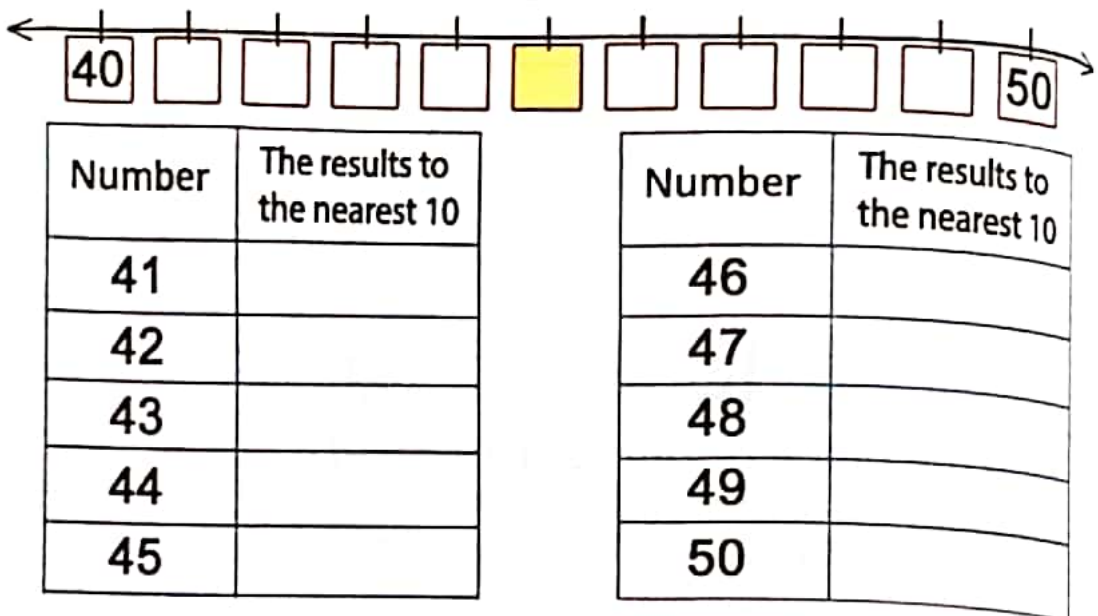 40 50
Number The results to
the nearest 10
41
42
43
44
45
Number The results to
the nearest 10
46
47
48
49
50